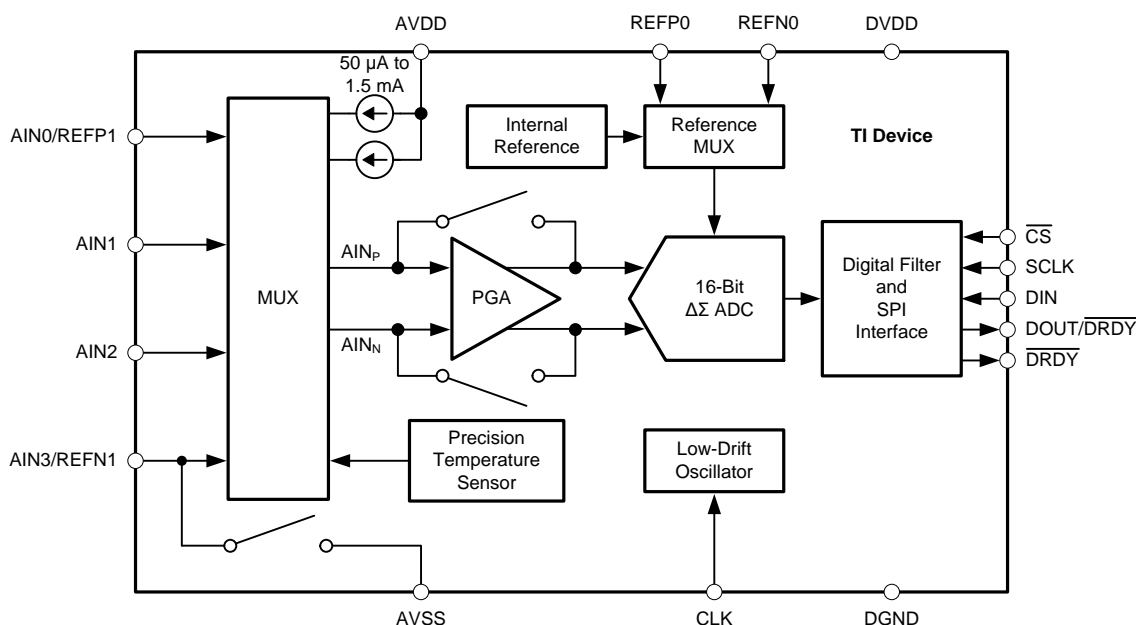 AVDD
REFP0
REFN0
DVDD
50 µA to
1.5 mA
AIN0/REFP1
Internal
Reference
Reference
MUX
TI Device
AIN1
AINP
PGA
16-Bit
ΔΣ ADC
Digital Filter
and
SPI
Interface
CS
SCLK
DIN
DOUT/DRDY
DRDY
MUX
AINN
AIN2
AIN3/REFN1
Precision
Temperature
Sensor
Low-Drift
Oscillator
AVSS
CLK
DGND